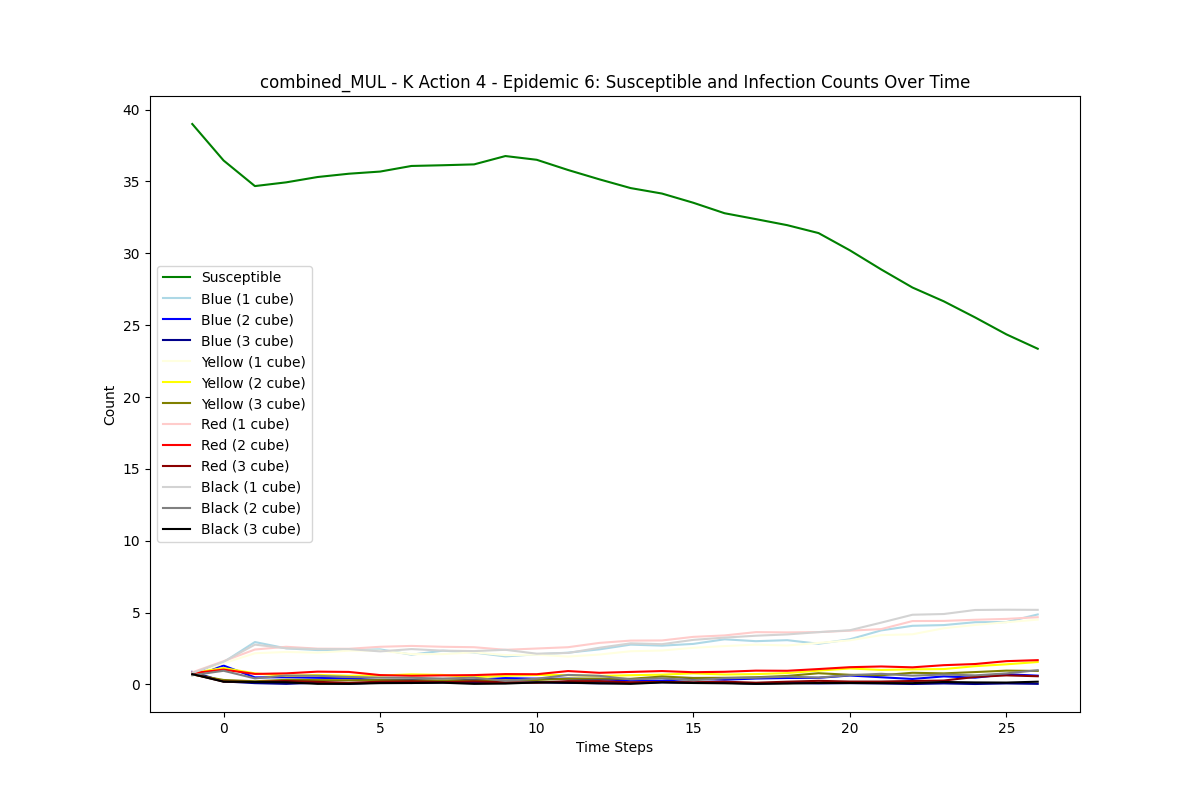 combined_MUL - K Action 4 - Epidemic 6: Susceptible and Infection Counts Over Time
40
35
30
25
20
15
10
5
0
Count
Susceptible
Blue (1 cube)
Blue (2 cube)
Blue (3 cube)
Yellow (1 cube)
Yellow (2 cube)
Yellow (3 cube)
Red (1 cube)
Red (2 cube)
Red (3 cube)
Black (1 cube)
Black (2 cube)
Black (3 cube)
0 5 10 15 20 25
Time Steps